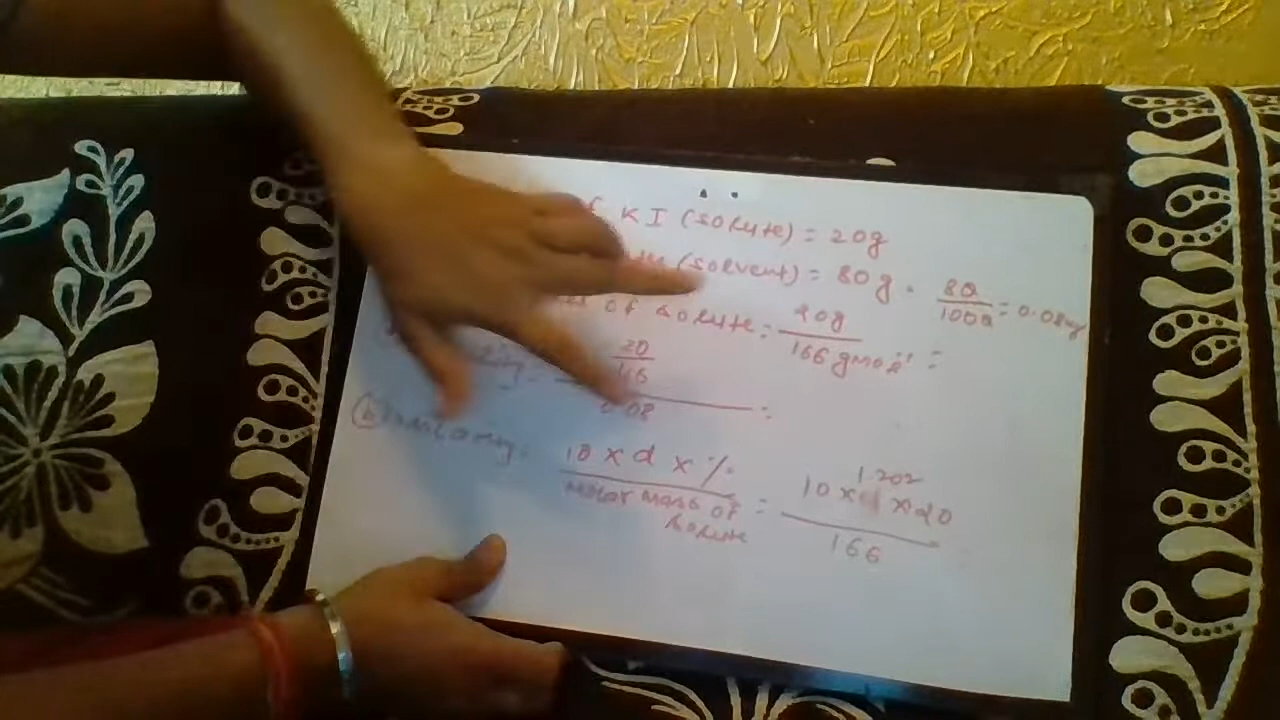 KI (solute) = 20g
(solvent) = 80g.
80/1000 = 0.08kg
of solute = 20g/166 gmol⁻¹ =
20/166
0.08 =
(b) 10 x d x %/Molar mass of solute = 10 x 1.202 x 20/166